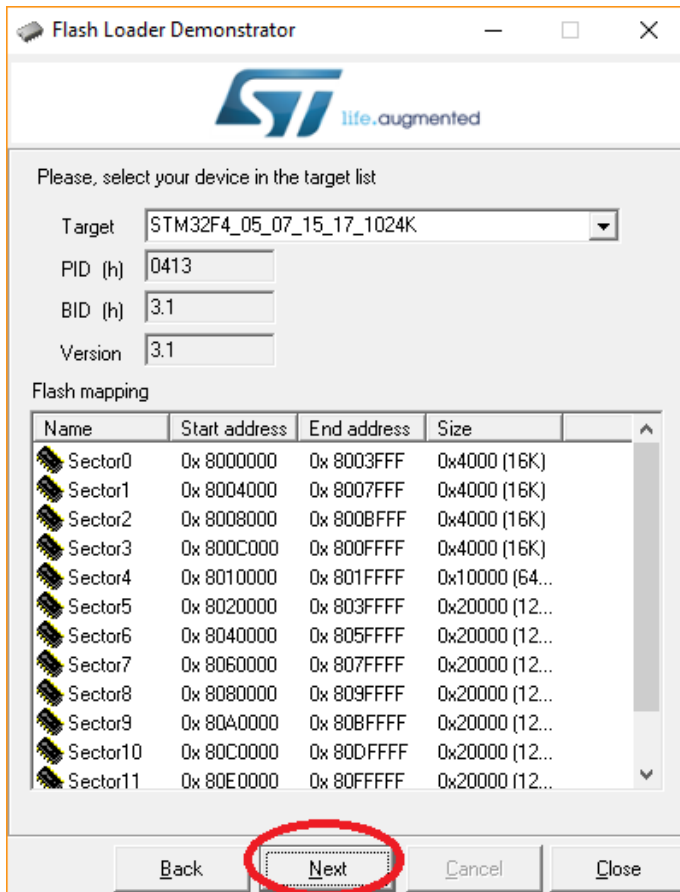 Flash Loader Demonstrator
ST life.augmented
Please, select your device in the target list
Target STM32F4_05_07_15_17_1024K
PID (h) 0413
BID (h) 3.1
Version 3.1
Flash mapping
Name Start address End address Size
Sector0 0x 8000000 0x 8003FFF 0x4000 (16K)
Sector1 0x 8004000 0x 8007FFF 0x4000 (16K)
Sector2 0x 8008000 0x 800BFFF 0x4000 (16K)
Sector3 0x 800C000 0x 800FFFF 0x4000 (16K)
Sector4 0x 8010000 0x 801FFFF 0x10000 (64...
Sector5 0x 8020000 0x 803FFFF 0x20000 (12...
Sector6 0x 8040000 0x 805FFFF 0x20000 (12...
Sector7 0x 8060000 0x 807FFFF 0x20000 (12...
Sector8 0x 8080000 0x 809FFFF 0x20000 (12...
Sector9 0x 80A0000 0x 80BFFFF 0x20000 (12...
Sector10 0x 80C0000 0x 80DFFFF 0x20000 (12...
Sector11 0x 80E0000 0x 80FFFFF 0x20000 (12...
Back Next Cancel Close